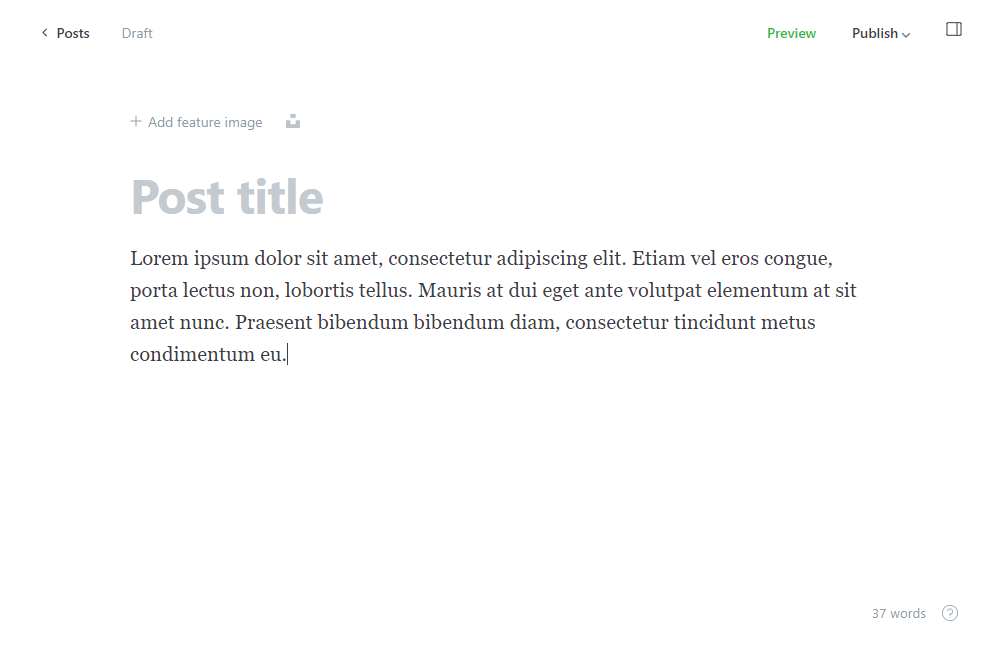 Posts Draft Preview Publish
Add feature image
Post title
Lorem ipsum dolor sit amet, consectetur adipiscing elit. Etiam vel eros congue,
porta lectus non, lobortis tellus. Mauris at dui eget ante volutpat elementum at sit
amet nunc. Praesent bibendum bibendum diam, consectetur tincidunt metus
condimentum eu.
37 words ?